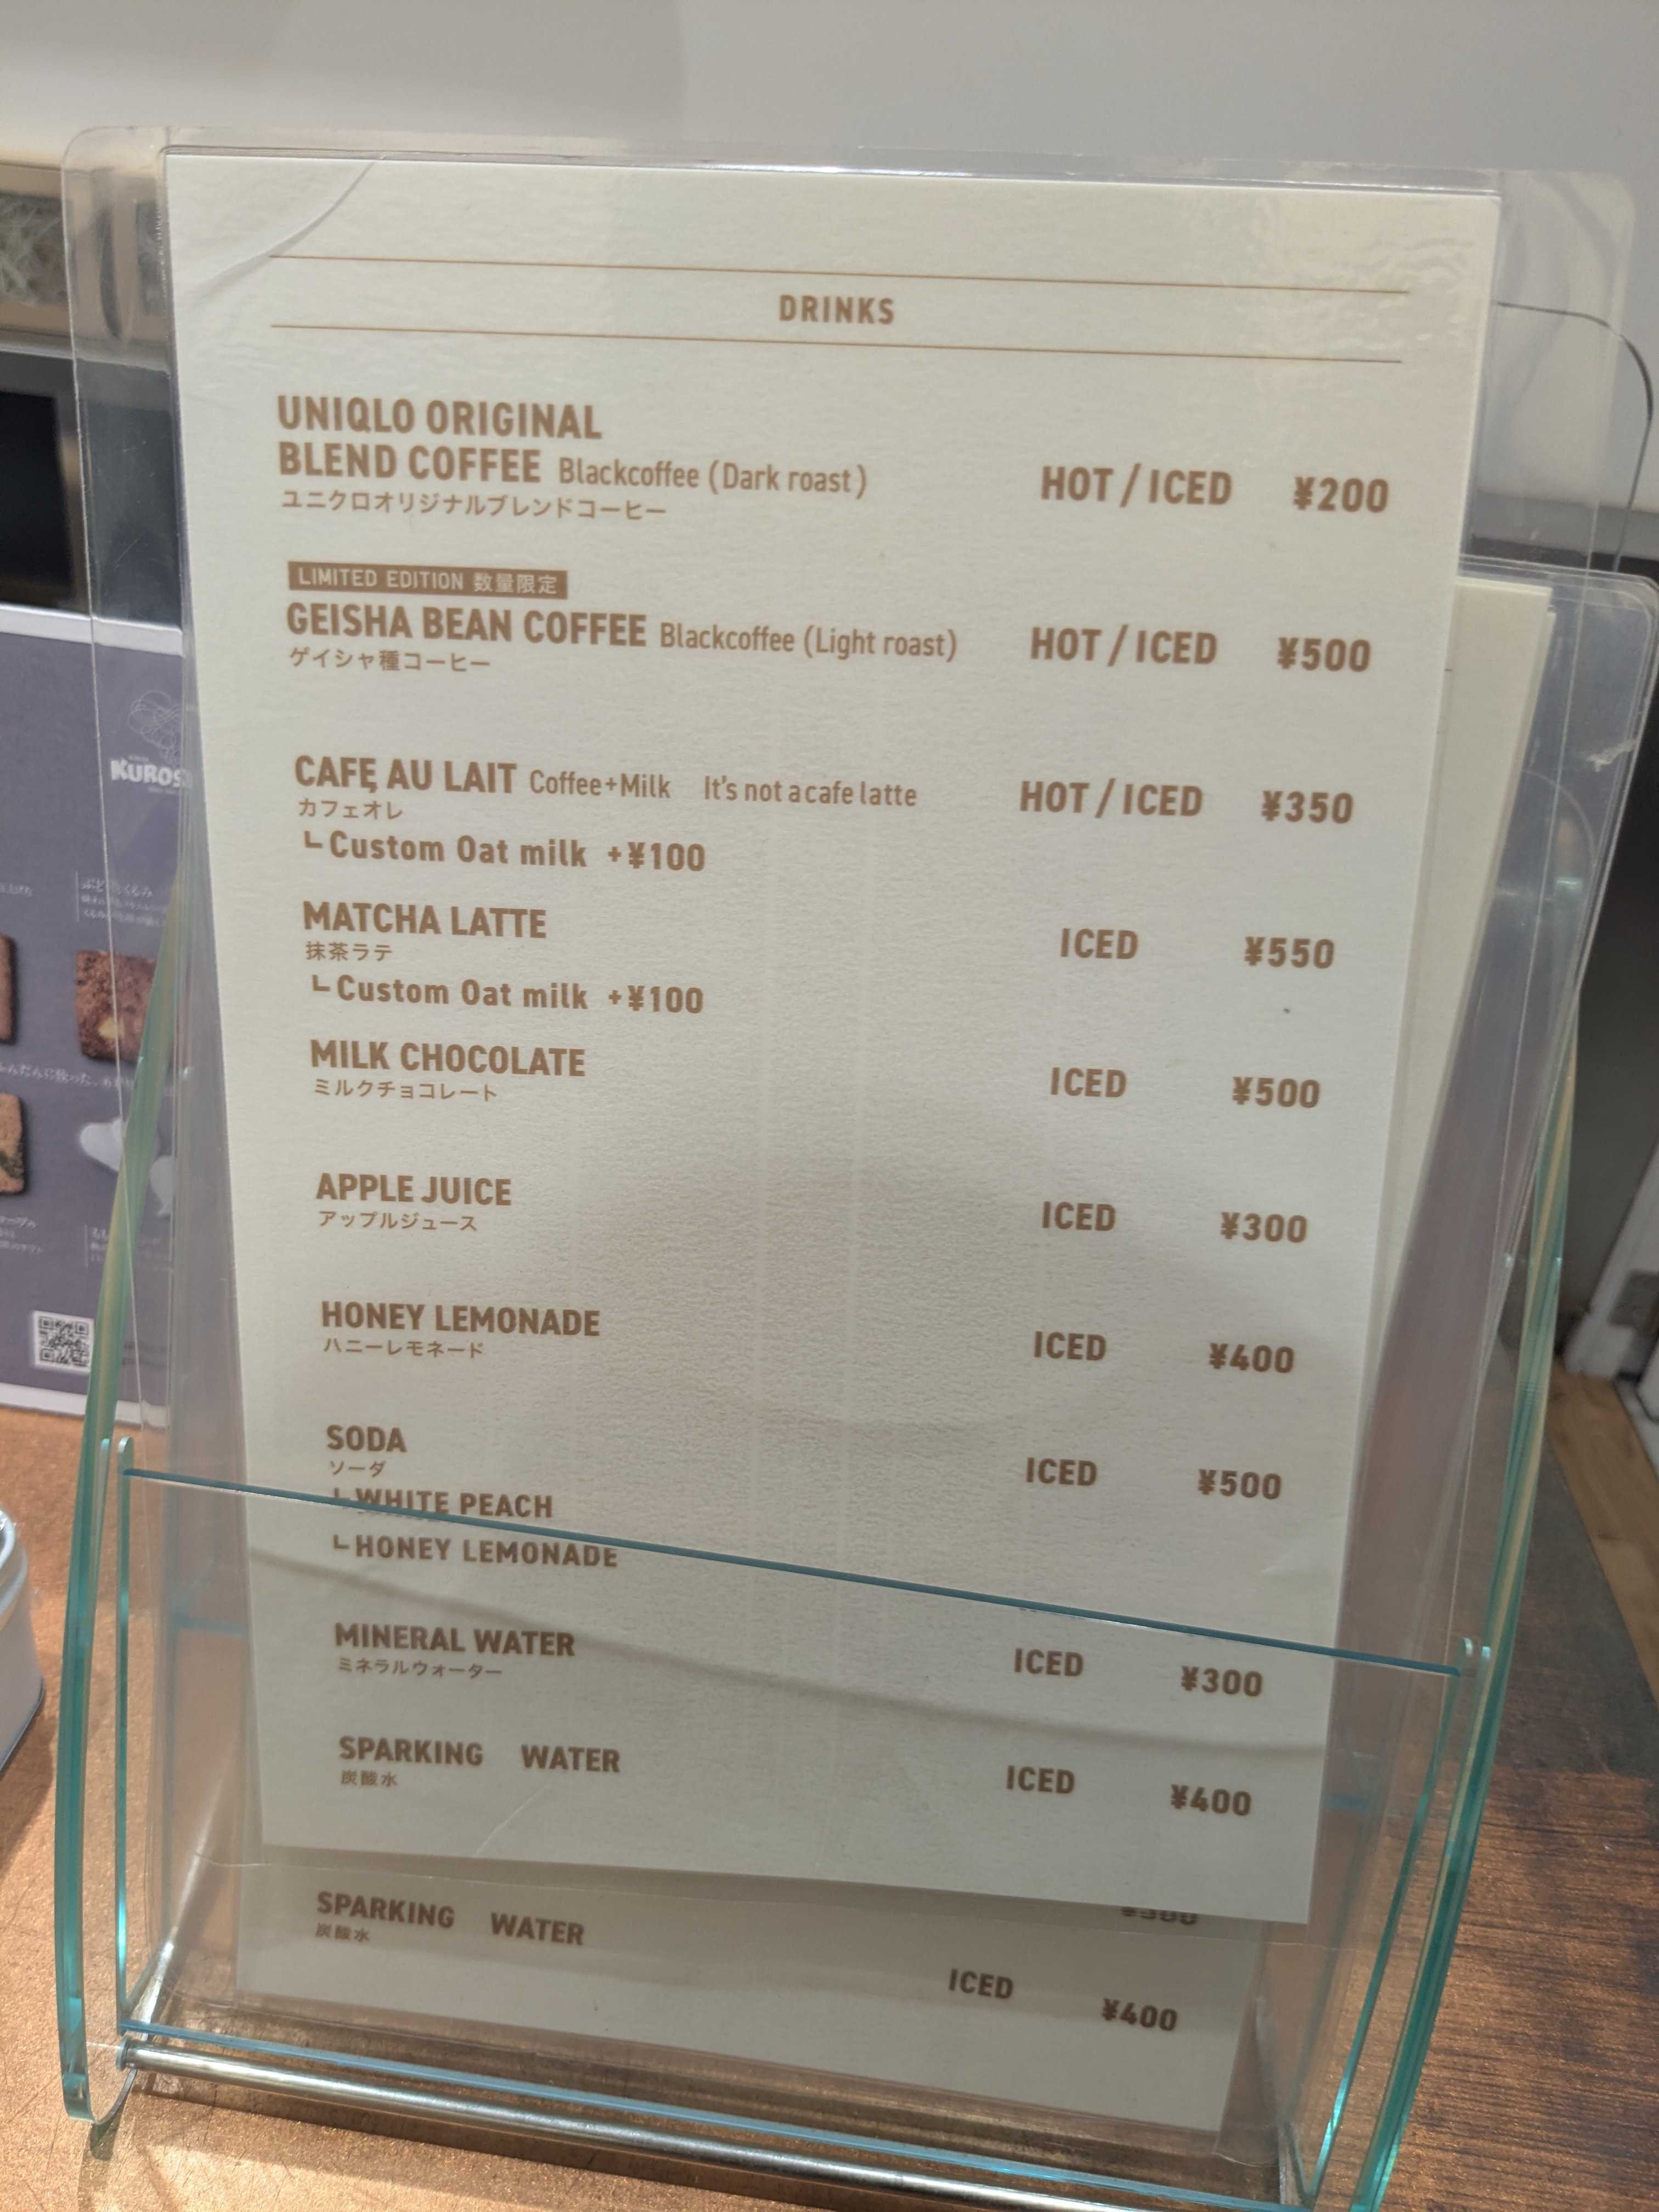 DRINKS
UNIQLO ORIGINAL
BLEND COFFEE Blackcoffee (Dark roast) HOT / ICED ¥200
ユニクロオリジナルブレンドコーヒー
LIMITED EDITION 数量限定
GEISHA BEAN COFFEE Blackcoffee (Light roast) HOT / ICED ¥500
ゲイシャ種コーヒー
CAFE, AU LAIT Coffee+Milk It's not a cafe latte HOT / ICED ¥350
カフェオレ
└ Custom Oat milk +¥100
MATCHA LATTE ICED ¥550
抹茶ラテ
└ Custom Oat milk +¥100
MILK CHOCOLATE ICED ¥500
ミルクチョコレート
APPLE JUICE ICED ¥300
アップルジュース
HONEY LEMONADE ICED ¥400
ハニーレモネード
SODA ICED ¥500
ソーダ
└ WHITE PEACH
└ HONEY LEMONADE
MINERAL WATER ICED ¥300
ミネラルウォーター
SPARKING WATER ICED ¥400
炭酸水
¥300
SPARKING WATER ICED ¥400
炭酸水